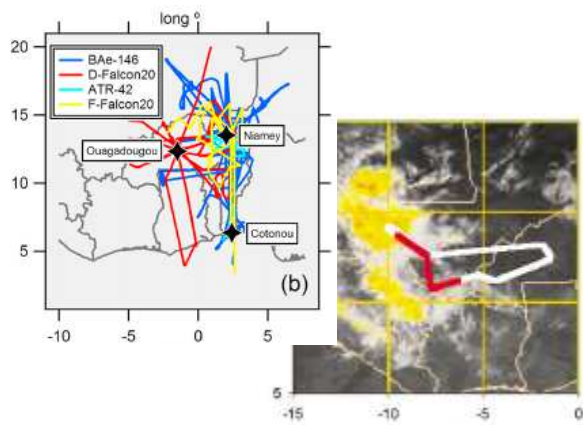 long º
20
15
10
5
BAe-146
D-Falcon20
ATR-42
F-Falcon20
Niamey
Ouagadougou
Cotonou
(b)
-10 -5 0 5
5
-15 -10 -5 0